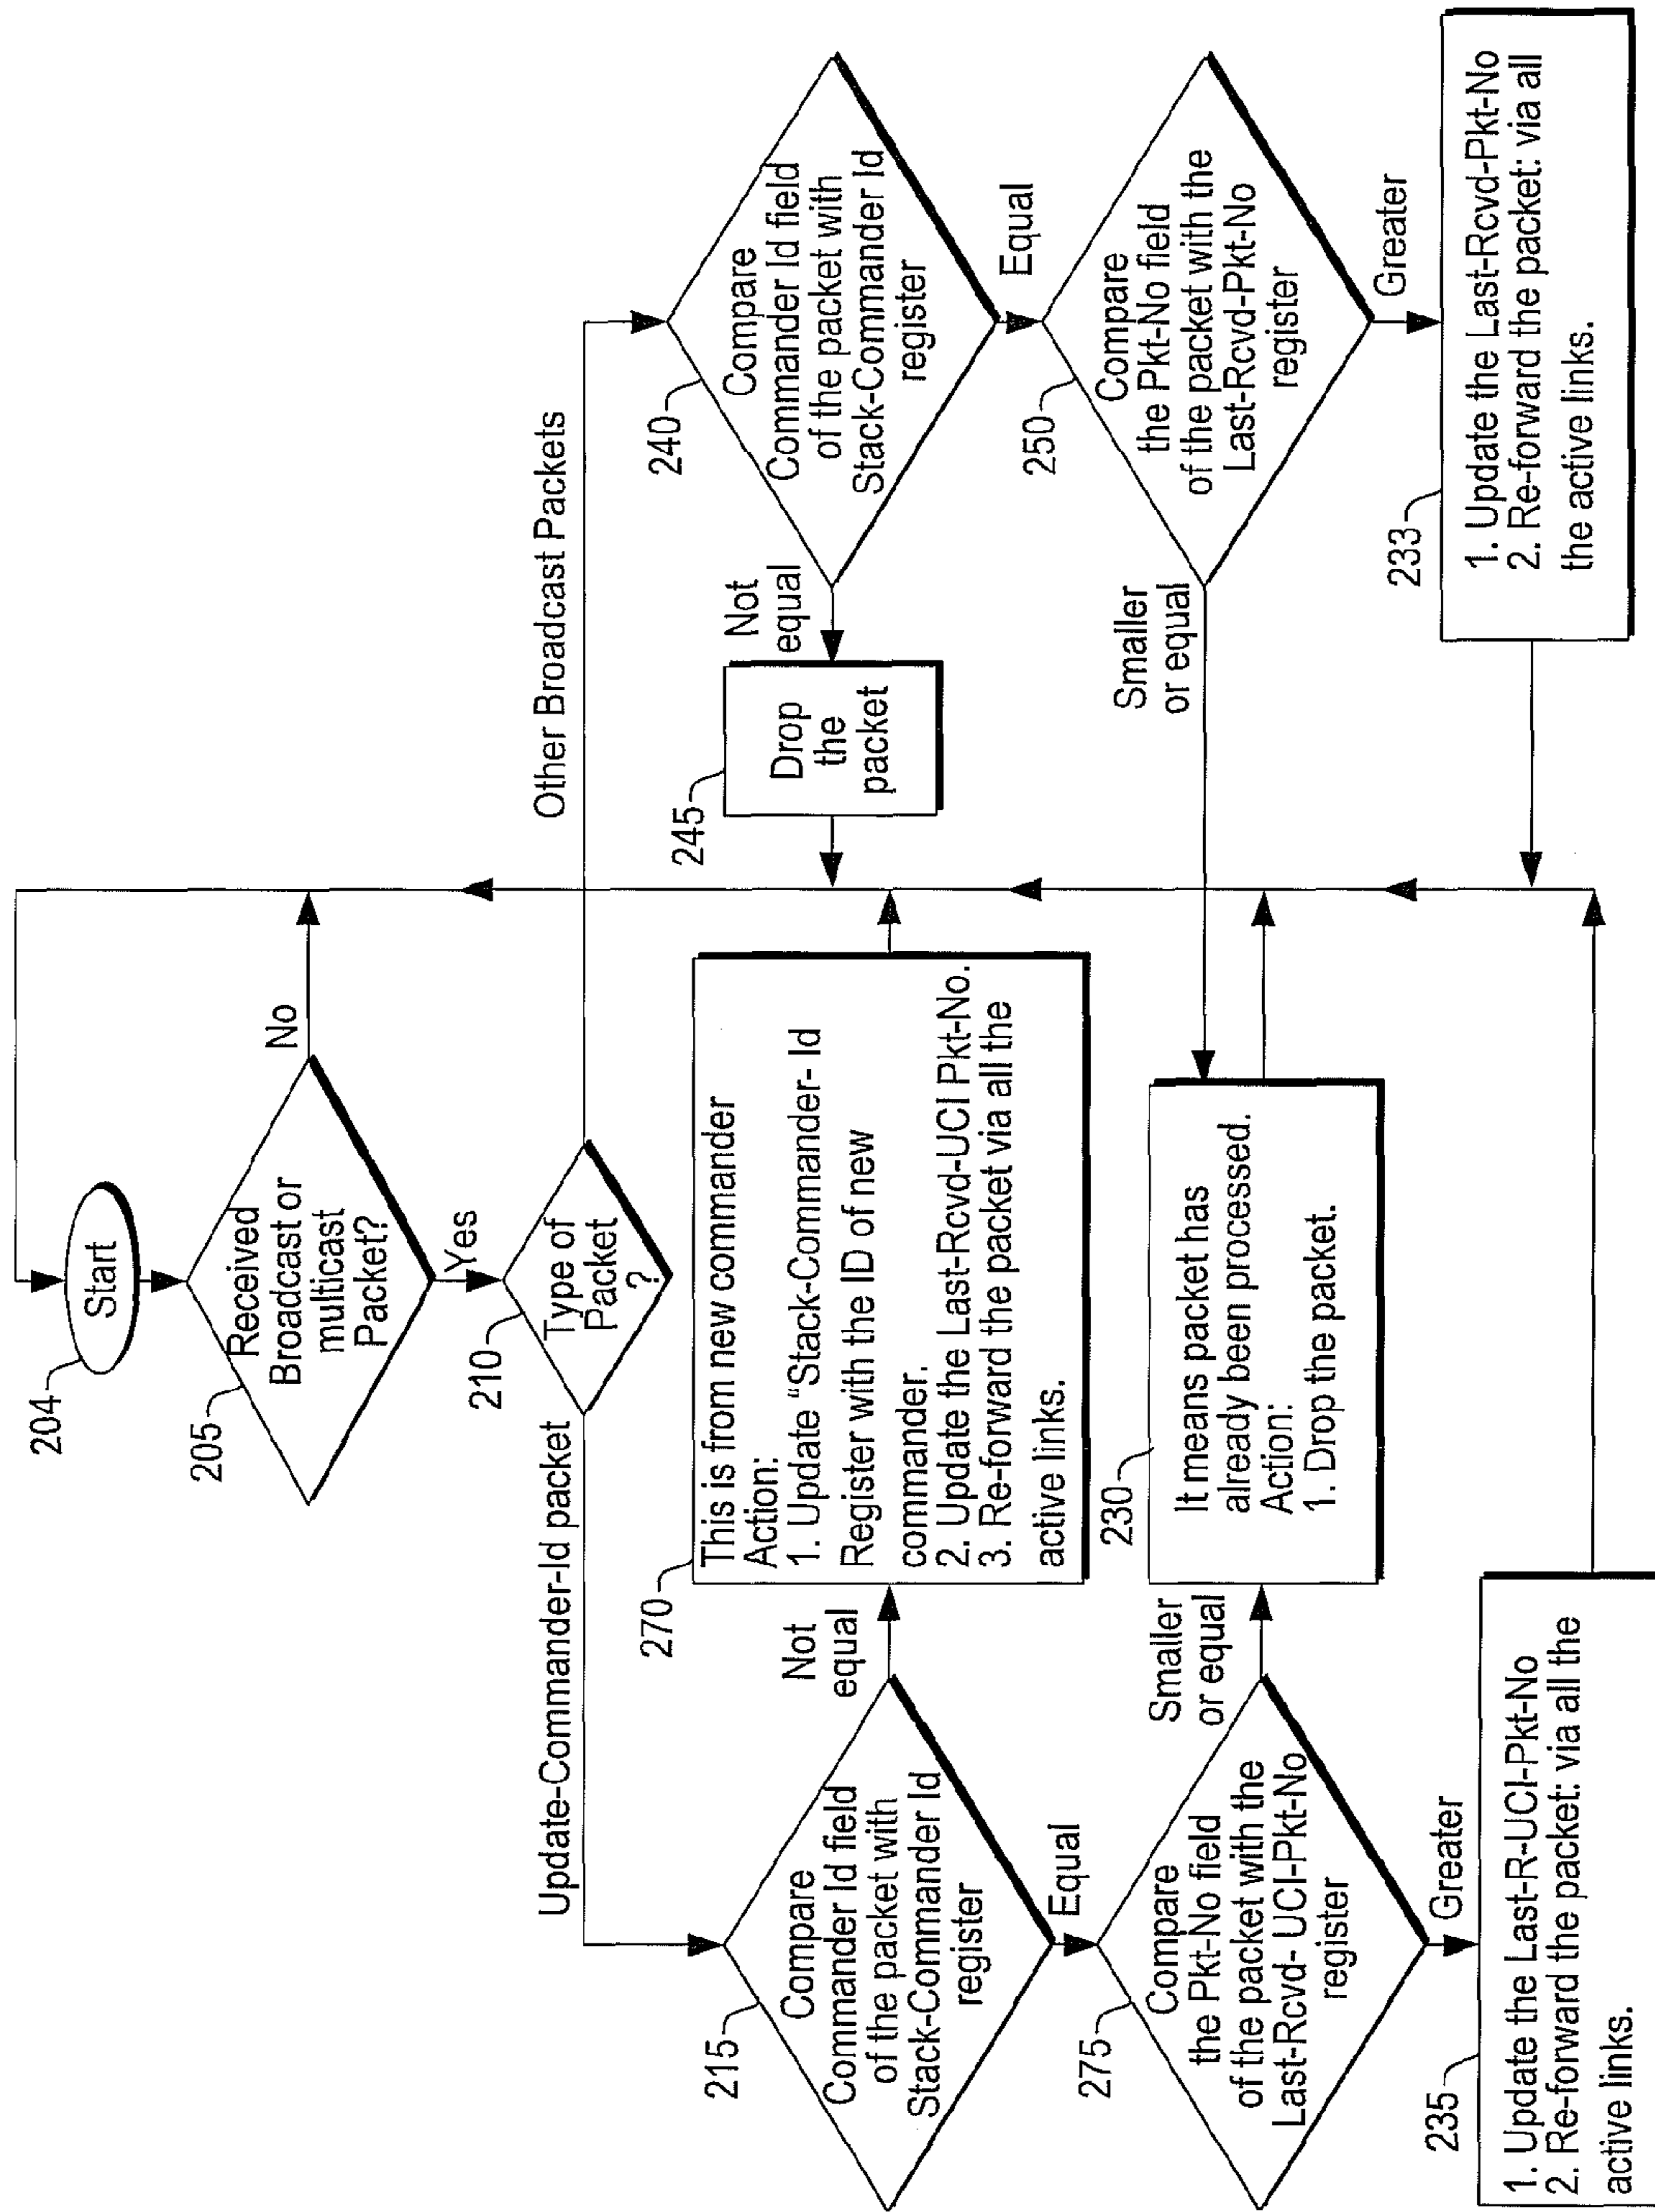 204
Start
205
Received
Broadcast or
multicast
Packet?
No
Yes
210
Type of
Packet
?
Update-Commander-Id packet
Other Broadcast Packets
215
Compare
Commander Id field
of the packet with
Stack-Commander Id
register
Not
equal
Equal
270
This is from new commander
Action:
1. Update “Stack-Commander- Id
Register with the ID of new
commander.
2. Update the Last-Rcvd-UCI Pkt-No.
3. Re-forward the packet via all the
active links.
245
Drop
the
packet
Not
equal
240
Compare
Commander Id field
of the packet with
Stack-Commander Id
register
Equal
275
Compare
the Pkt-No field
of the packet with the
Last-Rcvd- UCI-Pkt-No
register
Smaller
or equal
Greater
230
It means packet has
already been processed.
Action:
1. Drop the packet.
Smaller
or equal
250
Compare
the Pkt-No field
of the packet with the
Last-Rcvd-Pkt-No
register
Greater
235
1. Update the Last-R-UCI-Pkt-No
2. Re-forward the packet: via all the
active links.
233
1. Update the Last-Rcvd-Pkt-No
2. Re-forward the packet: via all
the active links.